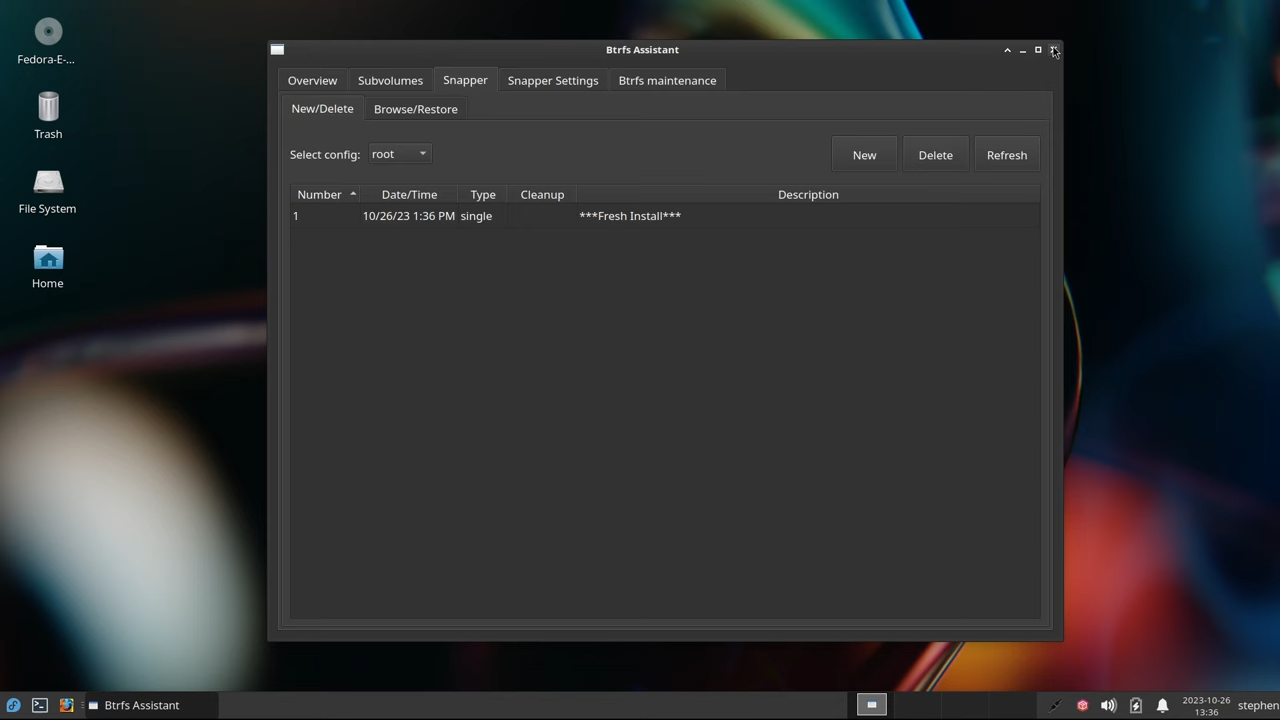 Btrfs Assistant
Fedora-E-...
Trash
File System
Home
Overview
Subvolumes
Snapper
Snapper Settings
Btrfs maintenance
New/Delete
Browse/Restore
Select config:
root
New
Delete
Refresh
Number
Date/Time
Type
Cleanup
Description
1
10/26/23 1:36 PM
single
***Fresh Install***
Btrfs Assistant
2023-10-26
13:36
stephen